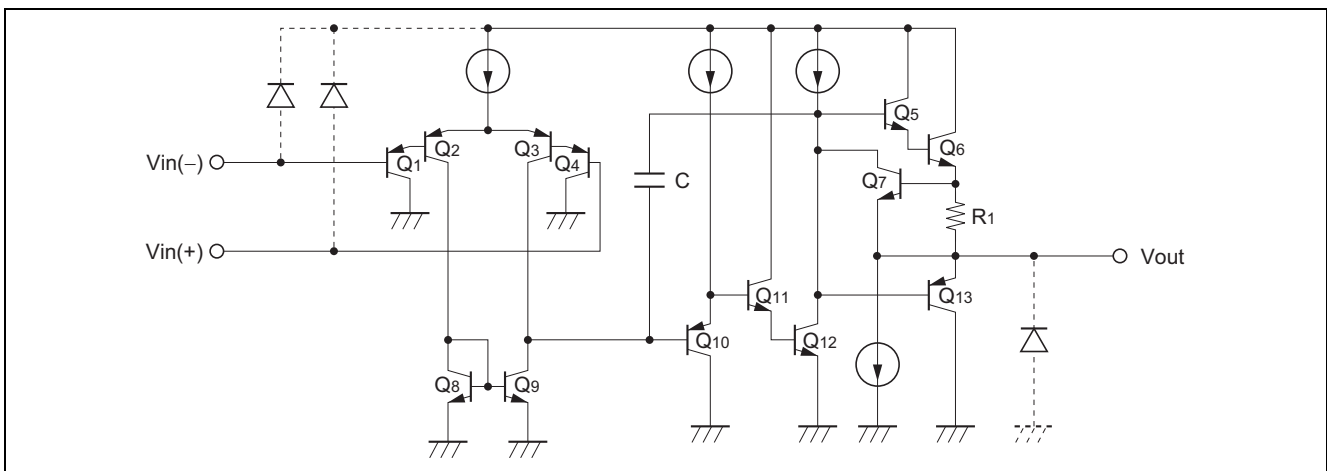 Q5
Q2
Q3
Q6
Vin(−)
Q1
Q4
C
Q7
R1
Vin(+)
Vout
Q11
Q13
Q10
Q12
Q8
Q9